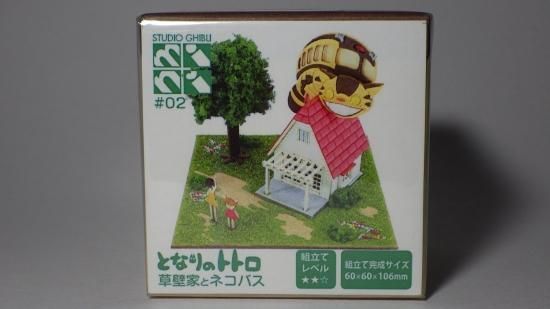 STUDIO GHIBLI
#02
となりのトトロ
草壁家とネコバス
組立て
レベル
★★☆
組立て完成サイズ
60×60×106mm